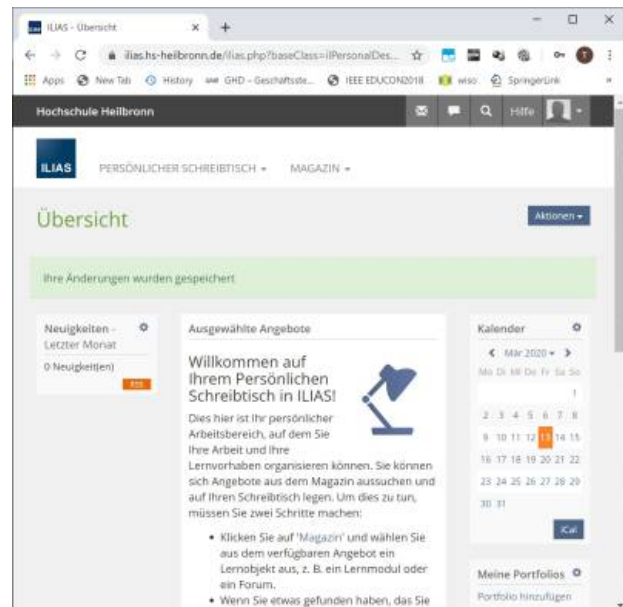 ILIAS - Übersicht
ilias.hs-heilbronn.de/ilias.php?baseClass=ilPersonalDes...
Apps New Tab History GHD – Geschäftsste... IEEE EDUCON2018 wiso SpringerLink
Hochschule Heilbronn
Hilfe
ILIAS
PERSÖNLICHER SCHREIBTISCH
MAGAZIN
Übersicht
Aktionen
Ihre Änderungen wurden gespeichert
Neuigkeiten -
Letzter Monat
0 Neuigkeit(en)
RSS
Ausgewählte Angebote
Willkommen auf
Ihrem Persönlichen
Schreibtisch in ILIAS!
Dies hier ist Ihr persönlicher
Arbeitsbereich, auf dem Sie
Ihre Arbeit und Ihre
Lernvorhaben organisieren können. Sie können
sich Angebote aus dem Magazin aussuchen und
auf Ihren Schreibtisch legen. Um dies zu tun,
müssen Sie zwei Schritte machen:
• Klicken Sie auf 'Magazin' und wählen Sie
aus dem verfügbaren Angebot ein
Lernobjekt aus, z. B. ein Lernmodul oder
ein Forum.
• Wenn Sie etwas gefunden haben, das Sie
Kalender
Mär 2020
Mo Di Mi Do Fr Sa So
1
2 3 4 5 6 7 8
9 10 11 12 13 14 15
16 17 18 19 20 21 22
23 24 25 26 27 28 29
30 31
iCal
Meine Portfolios
Portfolio hinzufügen